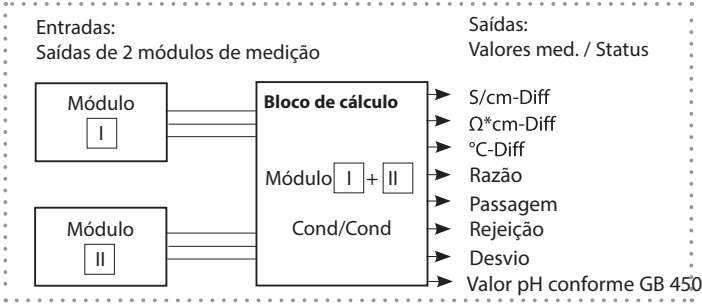 Entradas:
Saídas de 2 módulos de medição
Saídas:
Valores med. / Status
Módulo
I
Módulo
II
Bloco de cálculo
Módulo I + II
Cond/Cond
S/cm-Diff
Ω*cm-Diff
°C-Diff
Razão
Passagem
Rejeição
Desvio
Valor pH conforme GB 450